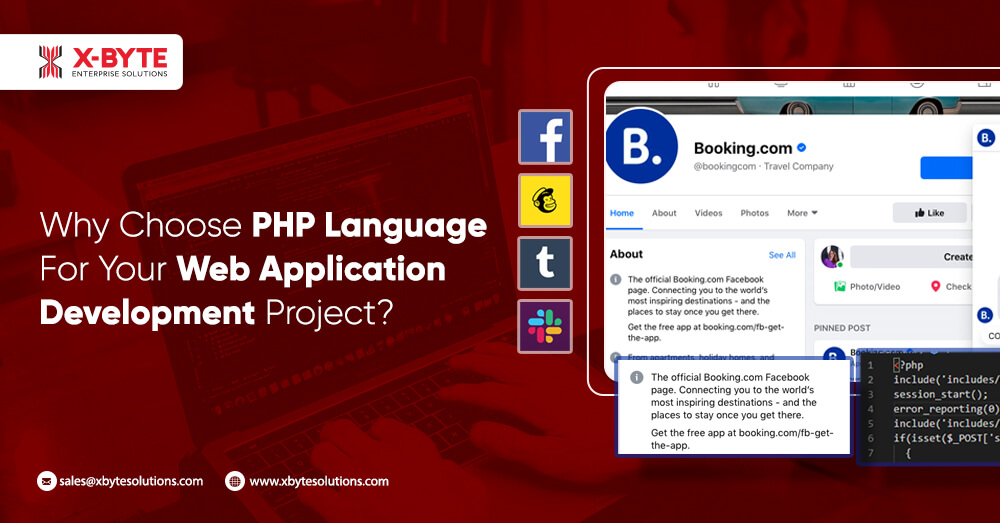 X-BYTE
ENTERPRISE SOLUTIONS
Why Choose PHP Language
For Your Web Application
Development Project?
sales@xbytesolutions.com
www.xbytesolutions.com
f
t
B.
Booking.com
@bookingcom · Travel Company
Home About Videos Photos More
Like
About See All
The official Booking.com Facebook
page. Connecting you to the world's
most inspiring destinations - and the
places to stay once you get there.
Get the free app at booking.com/fb-get-
the-app.
From apartments, holiday homes, and
Create
Photo/Video Check
PINNED POST
B.
B.
B.
CO
The official Booking.com Facebook
page. Connecting you to the world's
most inspiring destinations - and the
places to stay once you get there.
Get the free app at booking.com/fb-get-
the-app.
1 <?php
2 include('includes/
3 session_start();
4 error_reporting(0)
5 include('includes/
6 if(isset($_POST['s
7 {